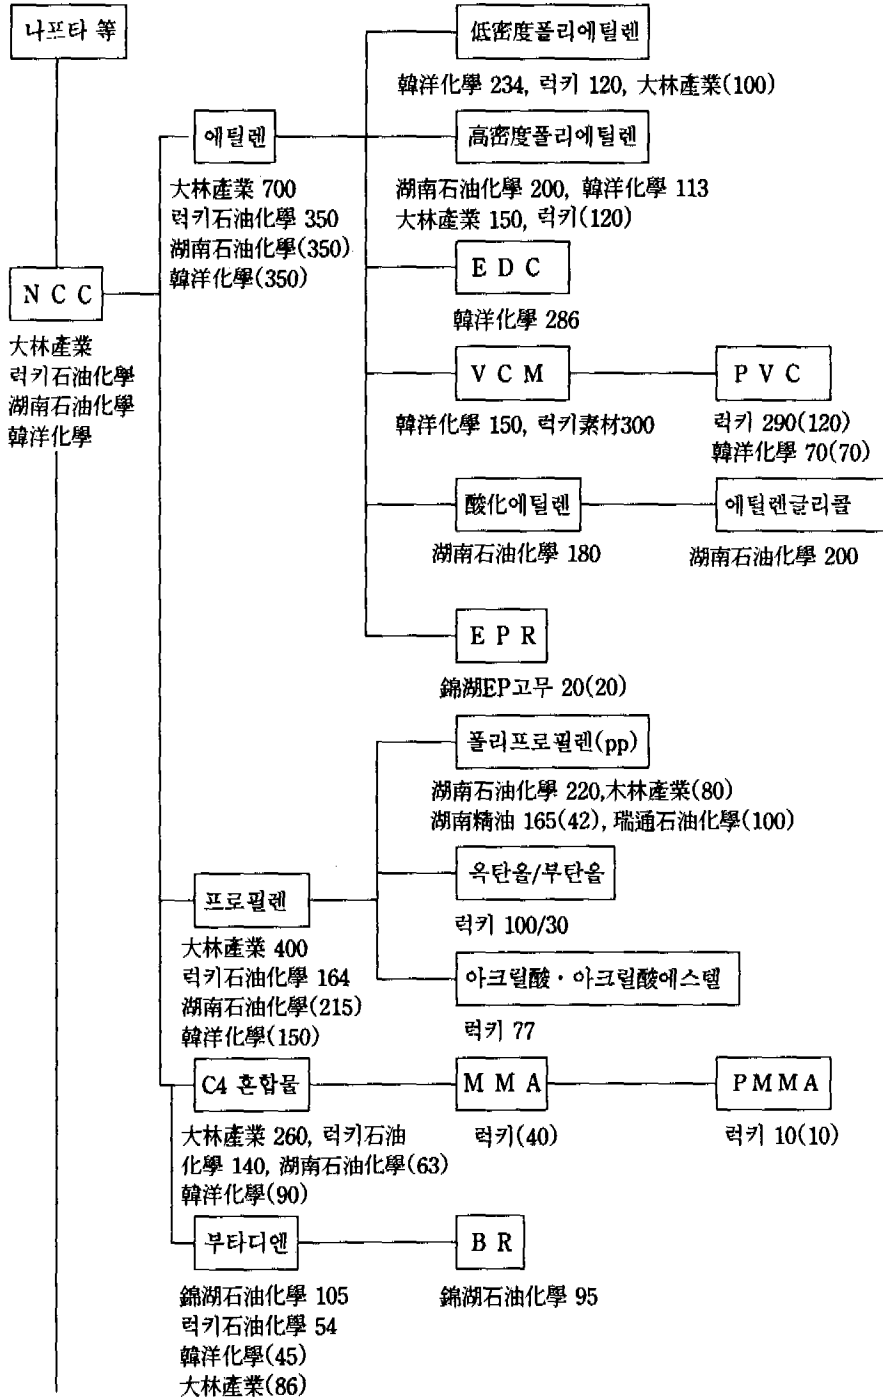 나프타 等
N C C
大林產業
럭키石油化學
湖南石油化學
韓洋化學
에틸렌
大林產業 700
럭키石油化學 350
湖南石油化學(350)
韓洋化學(350)
低密度폴리에틸렌
韓洋化學 234, 럭키 120, 大林產業(100)
高密度폴리에틸렌
湖南石油化學 200, 韓洋化學 113
大林產業 150, 럭키(120)
E D C
韓洋化學 286
V C M
韓洋化學 150, 럭키素材300
P V C
럭키 290(120)
韓洋化學 70(70)
酸化에틸렌
湖南石油化學 180
에틸렌글리콜
湖南石油化學 200
E P R
錦湖EP고무 20(20)
프로필렌
大林產業 400
럭키石油化學 164
湖南石油化學(215)
韓洋化學(150)
폴리프로필렌(pp)
湖南石油化學 220,木林產業(80)
湖南精油 165(42), 瑞通石油化學(100)
옥탄올/부탄올
럭키 100/30
아크릴酸・아크릴酸에스텔
럭키 77
C4 혼합물
大林產業 260, 럭키石油
化學 140, 湖南石油化學(63)
韓洋化學(90)
M M A
럭키(40)
P M M A
럭키 10(10)
부타디엔
錦湖石油化學 105
럭키石油化學 54
韓洋化學(45)
大林產業(86)
B R
錦湖石油化學 95